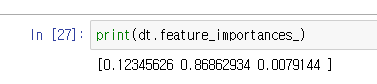 In [27]: print(dt.feature_importances_)
[0.12345626 0.86862934 0.0079144 ]